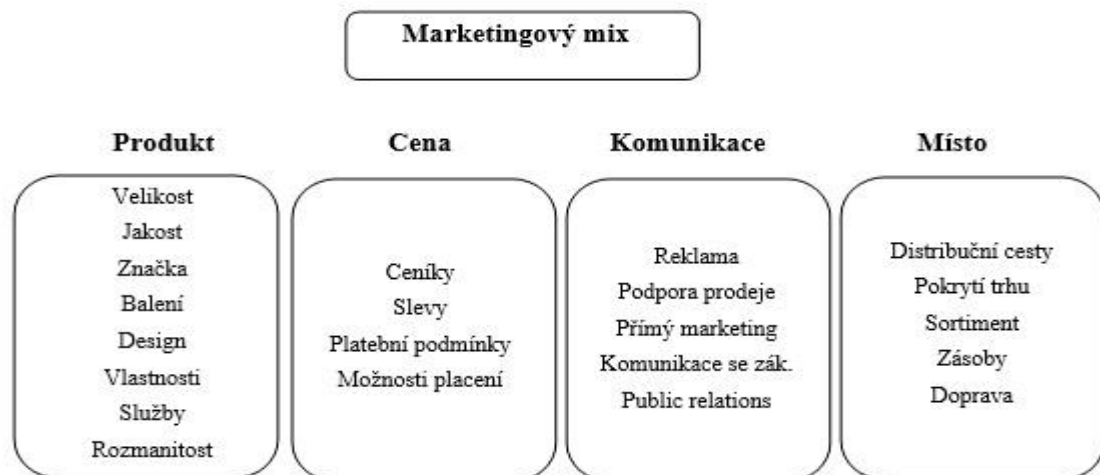 Marketingový mix
Produkt
Cena
Komunikace
Místo
Velikost
Jakost
Značka
Balení
Design
Vlastnosti
Služby
Rozmanitost
Ceníky
Slevy
Platební podmínky
Možnosti placení
Reklama
Podpora prodeje
Přímý marketing
Komunikace se zák.
Public relations
Distribuční cesty
Pokrytí trhu
Sortiment
Zásoby
Doprava